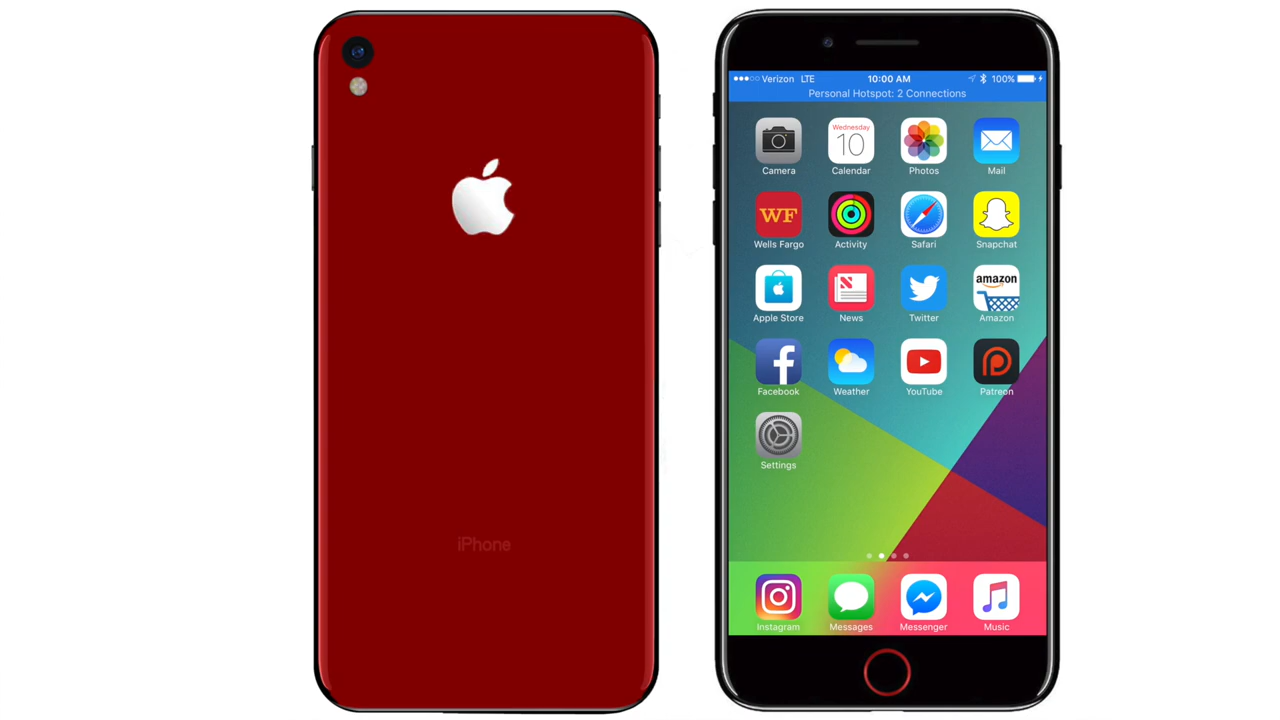 iPhone
Verizon LTE 10:00 AM 100%
Personal Hotspot: 2 Connections
Wednesday
10
Camera Calendar Photos Mail
WF
Wells Fargo Activity Safari Snapchat
amazon
Apple Store News Twitter Amazon
Facebook Weather YouTube Patreon
Settings
Instagram Messages Messenger Music